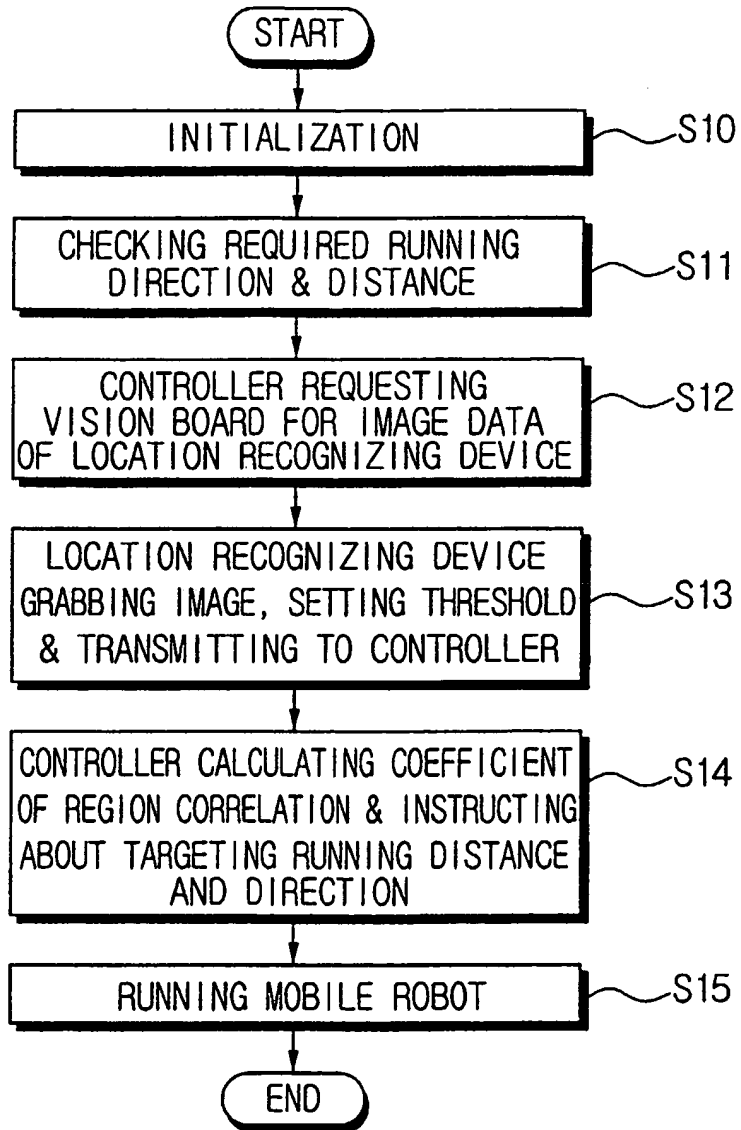 START
INITIALIZATION
S10
CHECKING REQUIRED RUNNING
DIRECTION & DISTANCE
S11
CONTROLLER REQUESTING
VISION BOARD FOR IMAGE DATA
OF LOCATION RECOGNIZING DEVICE
S12
LOCATION RECOGNIZING DEVICE
GRABBING IMAGE, SETTING THRESHOLD
& TRANSMITTING TO CONTROLLER
S13
CONTROLLER CALCULATING COEFFICIENT
OF REGION CORRELATION & INSTRUCTING
ABOUT TARGETING RUNNING DISTANCE
AND DIRECTION
S14
RUNNING MOBILE ROBOT
S15
END